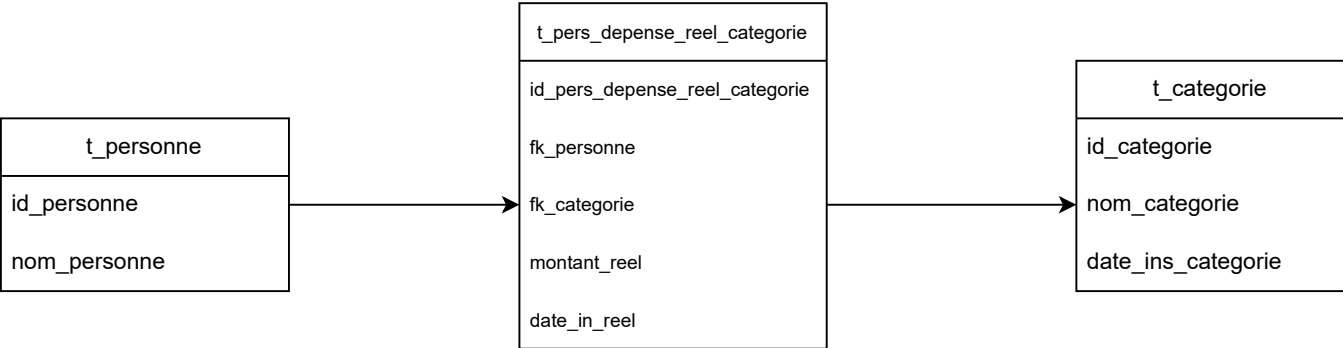 t_personne
id_personne
nom_personne
t_pers_depense_reel_categorie
id_pers_depense_reel_categorie
fk_personne
fk_categorie
montant_reel
date_in_reel
t_categorie
id_categorie
nom_categorie
date_ins_categorie